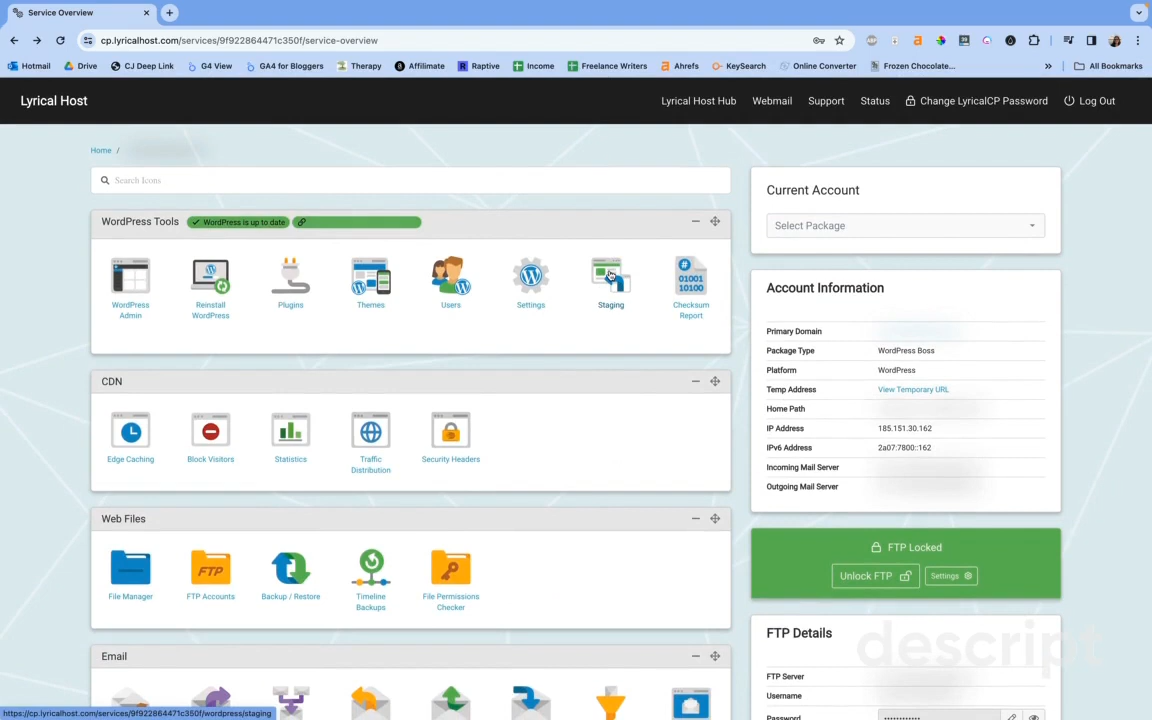 Service Overview
cp.lyricalhost.com/services/9f922864471c350f/service-overview
Hotmail Drive CJ Deep Link G4 View GA4 for Bloggers Therapy Affilimate Raptive Income Freelance Writers Ahrefs KeySearch Online Converter Frozen Chocolate... » All Bookmarks
Lyrical Host Lyrical Host Hub Webmail Support Status Change LyricalCP Password Log Out
Home /
Search Icons
WordPress Tools WordPress is up to date
WordPress Admin
Reinstall WordPress
Plugins
Themes
Users
Settings
Staging
Checksum Report
CDN
Edge Caching
Block Visitors
Statistics
Traffic Distribution
Security Headers
Web Files
File Manager
FTP
FTP Accounts
Backup / Restore
Timeline Backups
File Permissions Checker
Email
Current Account
Select Package
Account Information
Primary Domain
Package Type WordPress Boss
Platform WordPress
Temp Address View Temporary URL
Home Path
IP Address 185.151.30.162
IPv6 Address 2a07:7800::162
Incoming Mail Server
Outgoing Mail Server
FTP Locked
Unlock FTP Settings
FTP Details
FTP Server
Username
Password
descript
https://cp.lyricalhost.com/services/9f922864471c350f/wordpress/staging